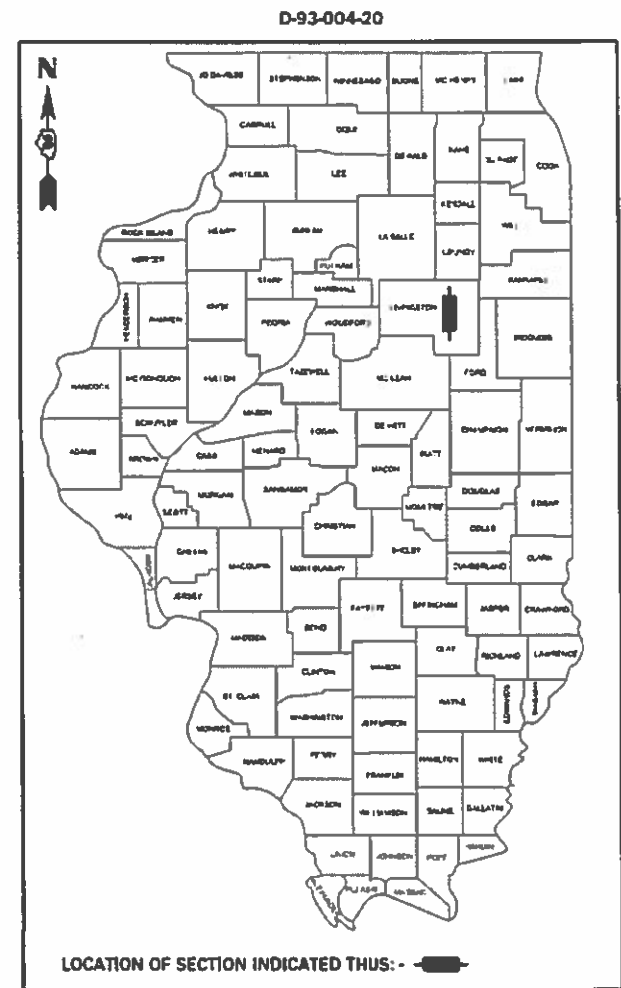 D-93-004-20
N
JO DAVIESS STEPHENSON WINNEBAGO BOONE MC HENRY LAKE
CARROLL OGLE
DE KALB KANE COOK
WHITESIDE LEE
KENDALL WILL
ROCK ISLAND HENRY BUREAU LA SALLE GRUNDY
MERCER PUTNAM KANKAKEE
STARK MARSHALL
HENDERSON WARREN KNOX LIVINGSTON
PEORIA WOODFORD IROQUOIS
HANCOCK MC DONOUGH FULTON TAZEWELL MC LEAN FORD
MASON
SCHUYLER LOGAN DE WITT CHAMPAIGN VERMILION
ADAMS BROWN CASS MENARD PIATT
MACON
MORGAN SANGAMON DOUGLAS EDGAR
PIKE SCOTT MOULTRIE
CHRISTIAN COLES
GREENE MACOUPIN MONTGOMERY SHELBY CLARK
CALHOUN CUMBERLAND
JERSEY FAYETTE EFFINGHAM JASPER CRAWFORD
MADISON BOND
CLAY RICHLAND LAWRENCE
CLINTON MARION
ST CLAIR WAYNE EDWARDS WABASH
WASHINGTON JEFFERSON
MONROE
RANDOLPH PERRY HAMILTON WHITE
FRANKLIN
JACKSON WILLIAMSON SALINE GALLATIN
UNION JOHNSON POPE HARDIN
PULASKI MASSAC
LOCATION OF SECTION INDICATED THUS: -